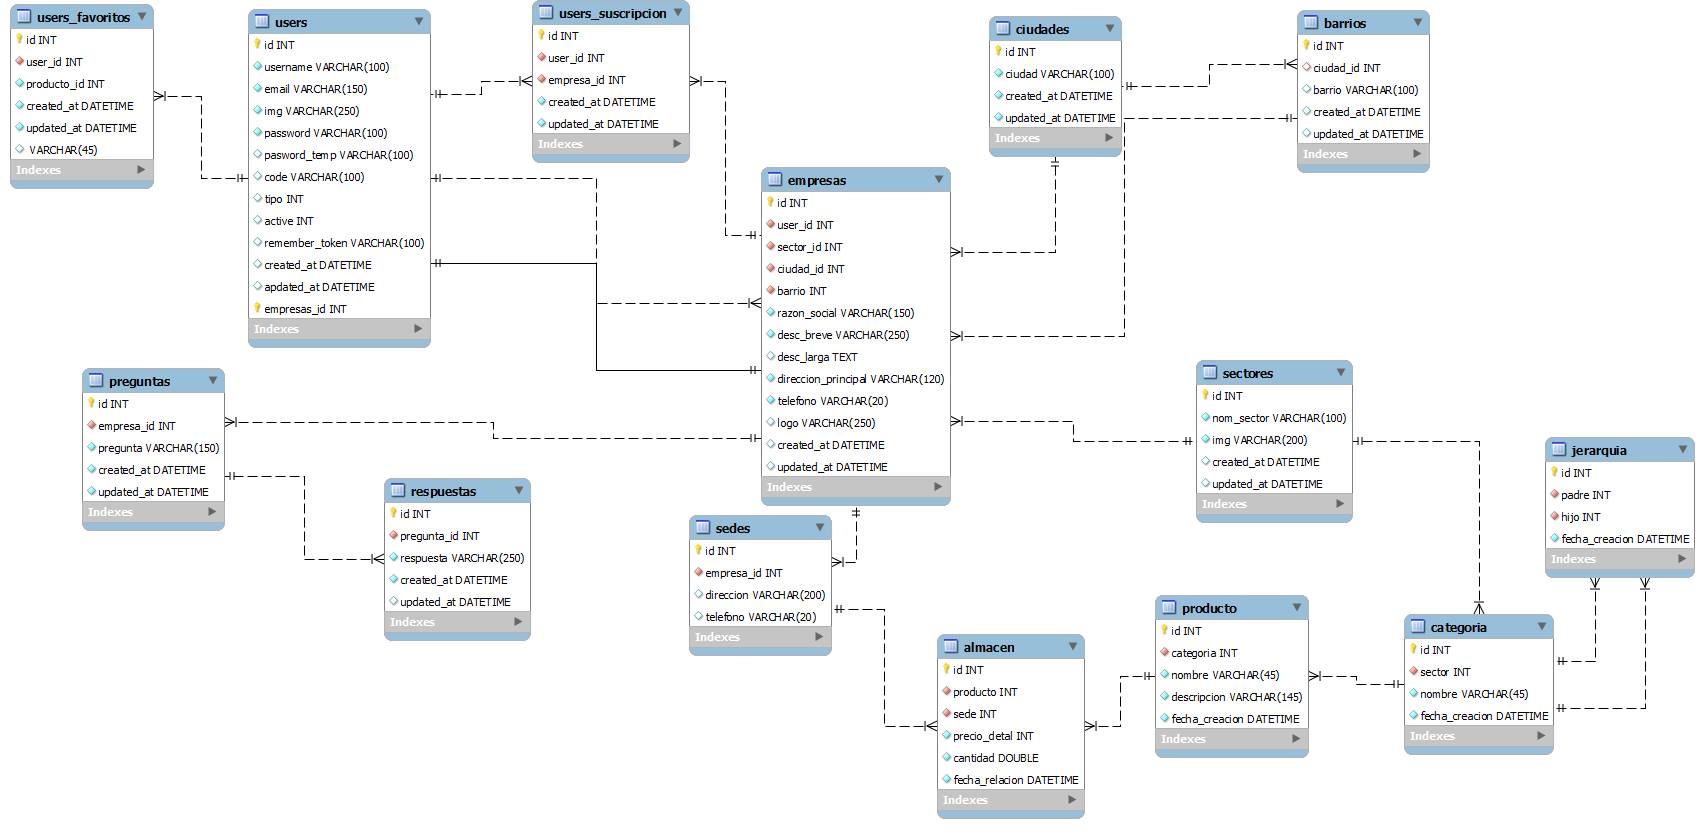 users_favoritos
id INT
user_id INT
producto_id INT
created_at DATETIME
updated_at DATETIME
VARCHAR(45)
Indexes
users
id INT
username VARCHAR(100)
email VARCHAR(150)
img VARCHAR(250)
password VARCHAR(100)
pasword_temp VARCHAR(100)
code VARCHAR(100)
tipo INT
active INT
remember_token VARCHAR(100)
created_at DATETIME
apdated_at DATETIME
empresas_id INT
Indexes
users_suscripcion
id INT
user_id INT
empresa_id INT
created_at DATETIME
updated_at DATETIME
Indexes
ciudades
id INT
ciudad VARCHAR(100)
created_at DATETIME
updated_at DATETIME
Indexes
barrios
id INT
ciudad_id INT
barrio VARCHAR(100)
created_at DATETIME
updated_at DATETIME
Indexes
empresas
id INT
user_id INT
sector_id INT
ciudad_id INT
barrio INT
razon_social VARCHAR(150)
desc_breve VARCHAR(250)
desc_larga TEXT
direccion_principal VARCHAR(120)
telefono VARCHAR(20)
logo VARCHAR(250)
created_at DATETIME
updated_at DATETIME
Indexes
preguntas
id INT
empresa_id INT
pregunta VARCHAR(150)
created_at DATETIME
updated_at DATETIME
Indexes
respuestas
id INT
pregunta_id INT
respuesta VARCHAR(250)
created_at DATETIME
updated_at DATETIME
Indexes
sedes
id INT
empresa_id INT
direccion VARCHAR(200)
telefono VARCHAR(20)
Indexes
sectores
id INT
nom_sector VARCHAR(100)
img VARCHAR(200)
created_at DATETIME
updated_at DATETIME
Indexes
jerarquia
id INT
padre INT
hijo INT
fecha_creacion DATETIME
Indexes
almacen
id INT
producto INT
sede INT
precio_detal INT
cantidad DOUBLE
fecha_relacion DATETIME
Indexes
producto
id INT
categoria INT
nombre VARCHAR(45)
descripcion VARCHAR(145)
fecha_creacion DATETIME
Indexes
categoria
id INT
sector INT
nombre VARCHAR(45)
fecha_creacion DATETIME
Indexes